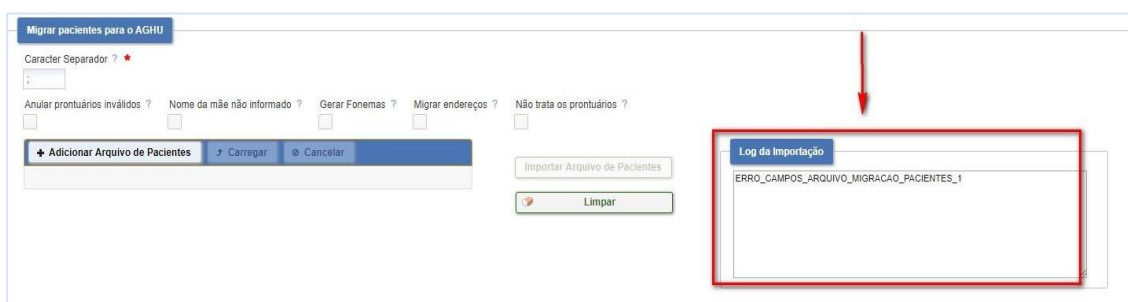 Migrar pacientes para o AGHU
Caracter Separador ? *
;
Anular prontuários inválidos ? Nome da mãe não informado ? Gerar Fonemas ? Migrar endereços ? Não trata os prontuários ?
+ Adicionar Arquivo de Pacientes Carregar Cancelar
Importar Arquivo de Pacientes
Limpar
Log da Importação
ERRO_CAMPOS_ARQUIVO_MIGRACAO_PACIENTES_1